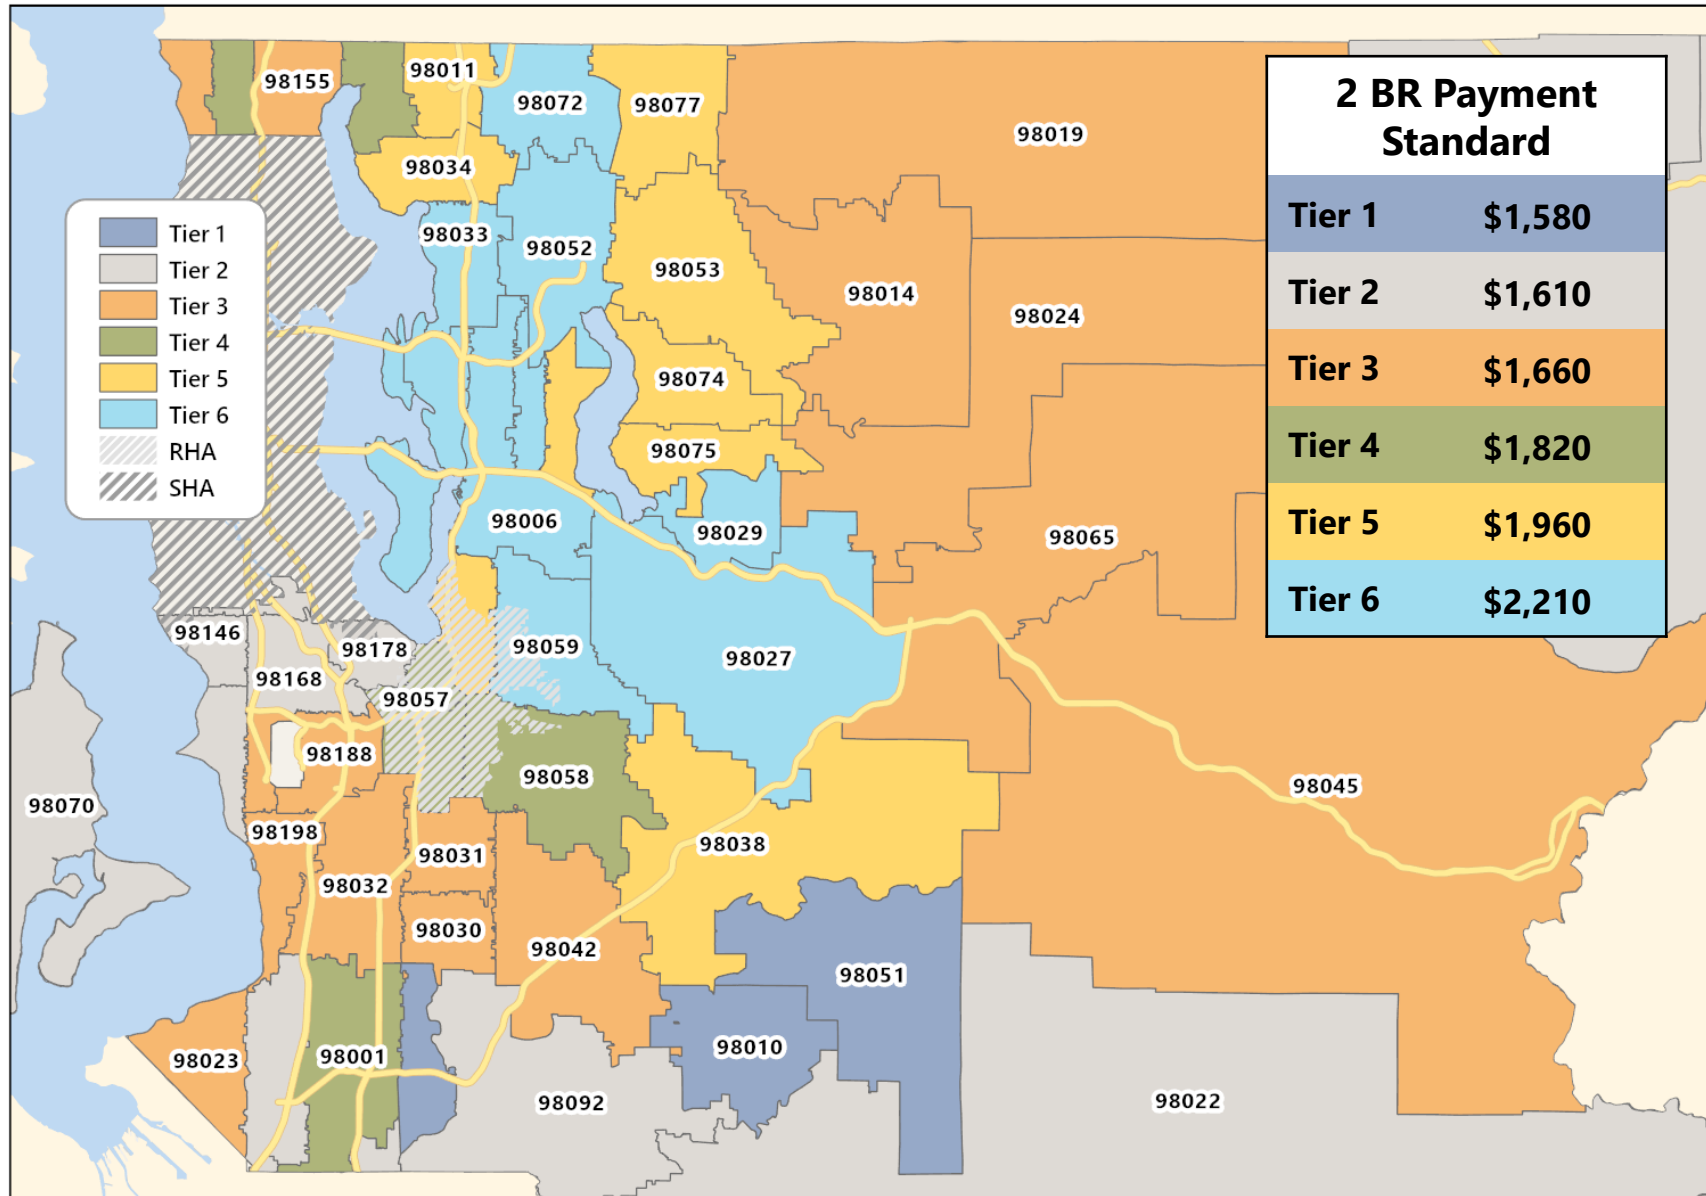 98155
98011
98072
98077
98019
98034
98033
98052
98053
98014
98024
98074
98075
98006
98029
98065
98146
98178
98059
98027
98168
98057
98188
98058
98045
98070
98198
98038
98031
98032
98030
98042
98051
98023
98001
98010
98092
98022
Tier 1
Tier 2
Tier 3
Tier 4
Tier 5
Tier 6
RHA
SHA
2 BR Payment
Standard
Tier 1 $1,580
Tier 2 $1,610
Tier 3 $1,660
Tier 4 $1,820
Tier 5 $1,960
Tier 6 $2,210